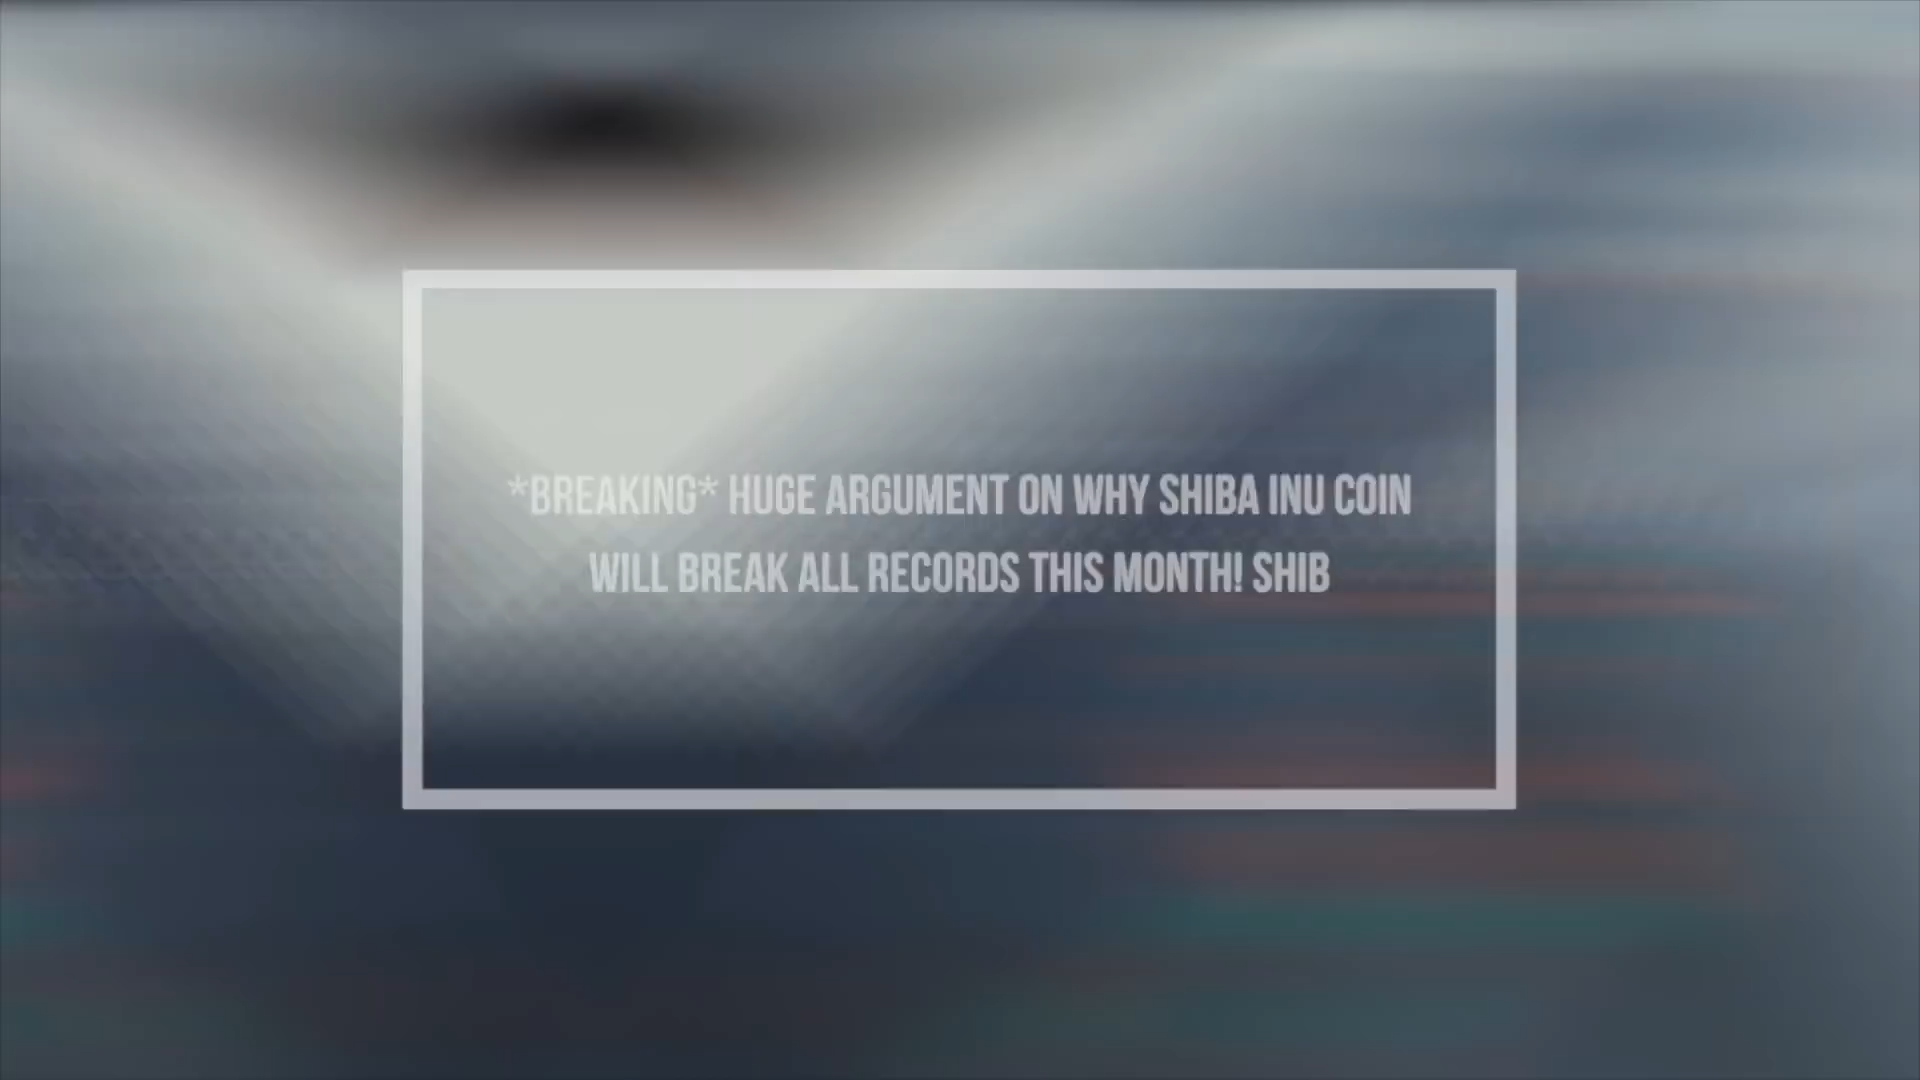 *BREAKING* HUGE ARGUMENT ON WHY SHIBA INU COIN
WILL BREAK ALL RECORDS THIS MONTH! SHIB